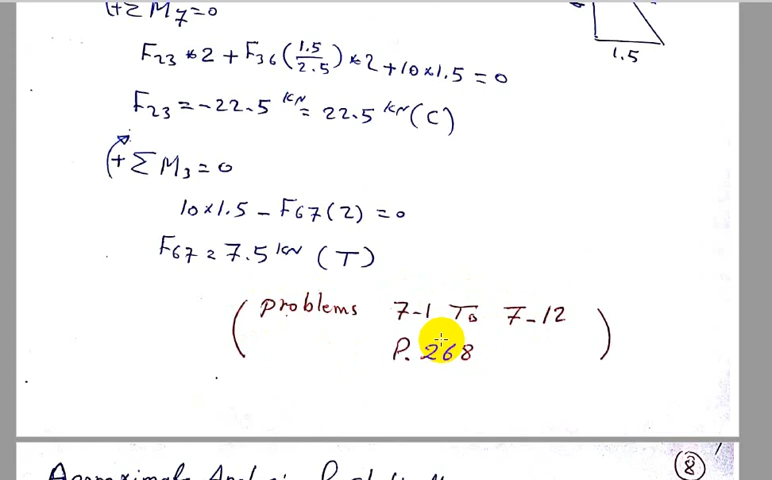 (+ΣM7=0
1.5
F23*2+F36(1.5/2.5)*2+10×1.5=0
F23=-22.5 KN = 22.5 KN (C)
(+ΣM3=0
10×1.5-F67(2)=0
F67=7.5 KN (T)
(problems 7-1 To 7-12)
P.268
8